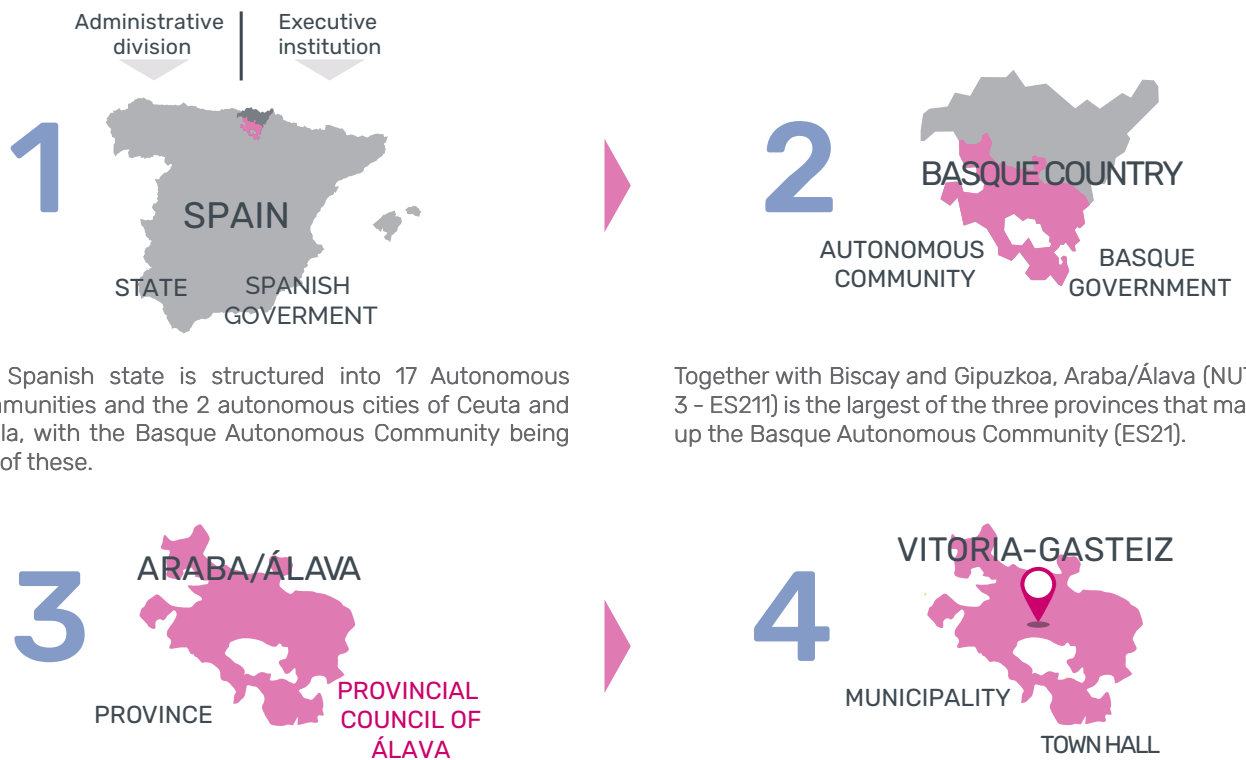 Administrative
division
Executive
institution
1
SPAIN
STATE
SPANISH
GOVERMENT
2
BASQUE COUNTRY
AUTONOMOUS
COMMUNITY
BASQUE
GOVERNMENT
Spanish state is structured into 17 Autonomous
mmunities and the 2 autonomous cities of Ceuta and
la, with the Basque Autonomous Community being
of these.
Together with Biscay and Gipuzkoa, Araba/Álava (NUT
3 - ES211) is the largest of the three provinces that ma
up the Basque Autonomous Community (ES21).
3
ARABA/ÁLAVA
PROVINCE
PROVINCIAL
COUNCIL OF
ÁLAVA
4
VITORIA-GASTEIZ
MUNICIPALITY
TOWN HALL